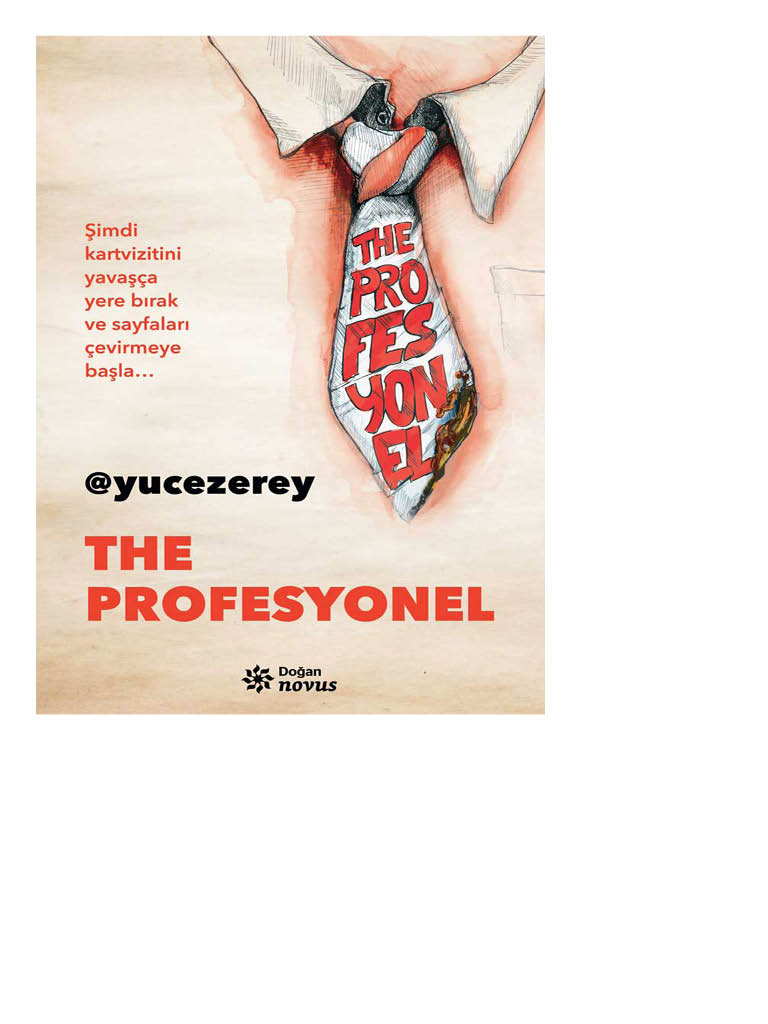 Şimdi
kartvizitini
yavaşça
yere bırak
ve sayfaları
çevirmeye
başla…
THE
PRO
FES
YON
EL
@yucezerey
THE
PROFESYONEL
Doğan
novus